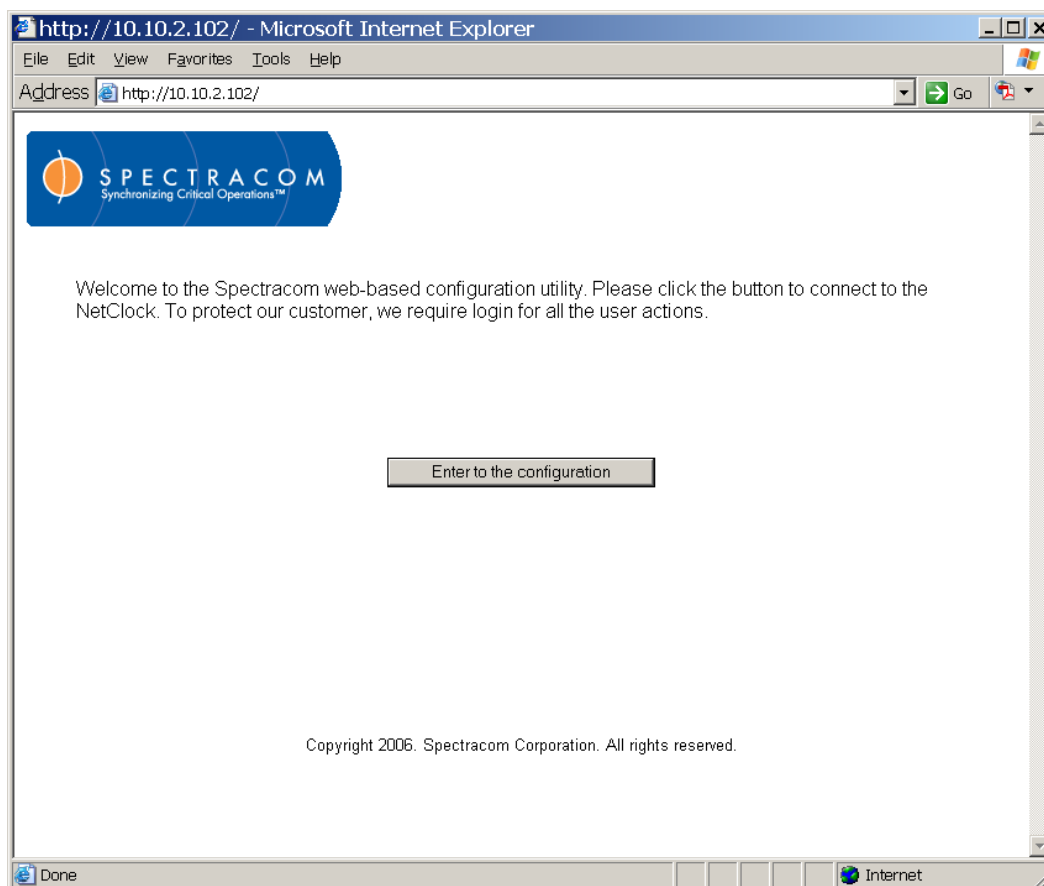 http://10.10.2.102/ - Microsoft Internet Explorer
File Edit View Favorites Tools Help
Address http://10.10.2.102/ Go
SPECTRACOM
Synchronizing Critical Operations™
Welcome to the Spectracom web-based configuration utility. Please click the button to connect to the
NetClock. To protect our customer, we require login for all the user actions.
Enter to the configuration
Copyright 2006. Spectracom Corporation. All rights reserved.
Done Internet